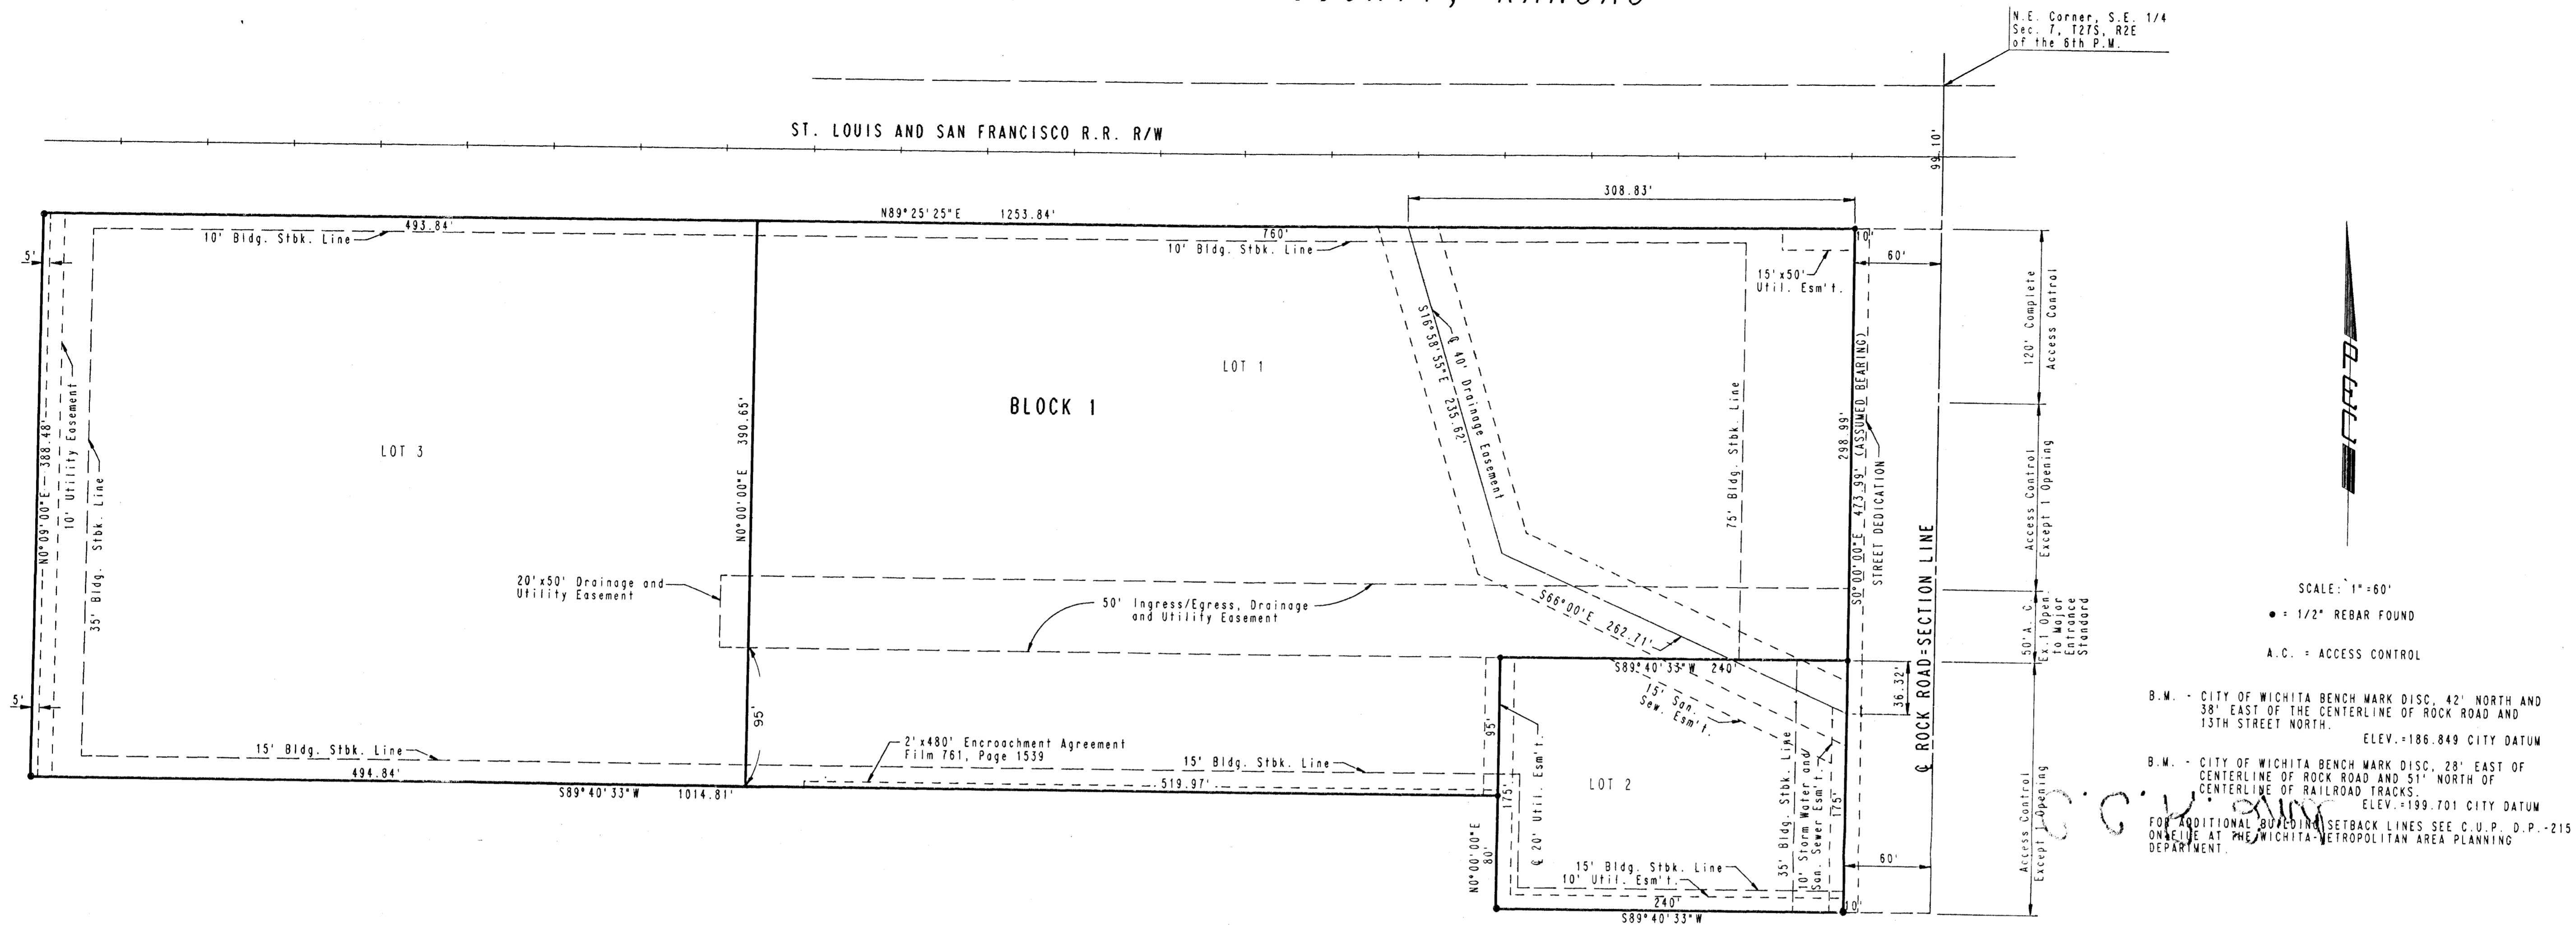 N.E. Corner, S.E. 1/4
Sec. 7, T27S, R2E
of the 6th P.M.
99.10'
ST. LOUIS AND SAN FRANCISCO R.R. R/W
308.83'
N89°25'25"E 1253.84'
493.84'
10' Bldg. Stbk. Line
760'
10' Bldg. Stbk. Line
10'
60'
5'
15'x50'
Util. Esm't.
120' Complete
Access Control
LOT 1
BLOCK 1
LOT 3
N0°09'00"E 388.48'
10' Utility Easement
35' Bldg. Stbk. Line
N0°00'00"E 390.65'
S16°58'55"E 235.62'
℄ 40' Drainage Easement
75' Bldg. Stbk. Line
298.99'
S0°00'00"E 473.99' (ASSUMED BEARING)
STREET DEDICATION
Access Control
Except 1 Opening
℄ ROCK ROAD=SECTION LINE
20'x50' Drainage and
Utility Easement
50' Ingress/Egress, Drainage
and Utility Easement
S66°00'E 262.71'
50' A. C.
Ex. 1 Open.
to Major
Entrance
Standard
SCALE: 1"=60'
● = 1/2" REBAR FOUND
A.C. = ACCESS CONTROL
S89°40'33"W 240'
36.32'
15' San.
Sew. Esm't.
5'
95'
95'
15' Bldg. Stbk. Line
494.84'
2'x480' Encroachment Agreement
Film 761, Page 1539
15' Bldg. Stbk. Line
519.97'
S89°40'33"W 1014.81'
175'
N0°00'00"E
80'
℄ 20' Util. Esm't.
LOT 2
35' Bldg. Stbk. Line
10' Storm Water and
San. Sewer Esm't.
175'
15' Bldg. Stbk. Line
10' Util. Esm't.
240'
S89°40'33"W
10'
60'
Access Control
Except 1 Opening
B.M. - CITY OF WICHITA BENCH MARK DISC, 42' NORTH AND
38' EAST OF THE CENTERLINE OF ROCK ROAD AND
13TH STREET NORTH.
ELEV.=186.849 CITY DATUM
B.M. - CITY OF WICHITA BENCH MARK DISC, 28' EAST OF
CENTERLINE OF ROCK ROAD AND 51' NORTH OF
CENTERLINE OF RAILROAD TRACKS.
ELEV.=199.701 CITY DATUM
FOR ADDITIONAL BUILDING SETBACK LINES SEE C.U.P. D.P.-215
ON FILE AT THE WICHITA-METROPOLITAN AREA PLANNING
DEPARTMENT.